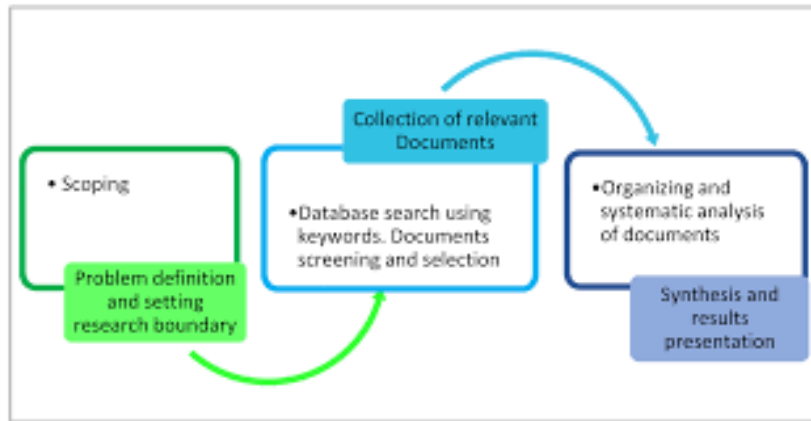 • Scoping
Problem definition
and setting
research boundary
Collection of relevant
Documents
•Database search using
keywords. Documents
screening and selection
•Organizing and
systematic analysis
of documents
Synthesis and
results
presentation